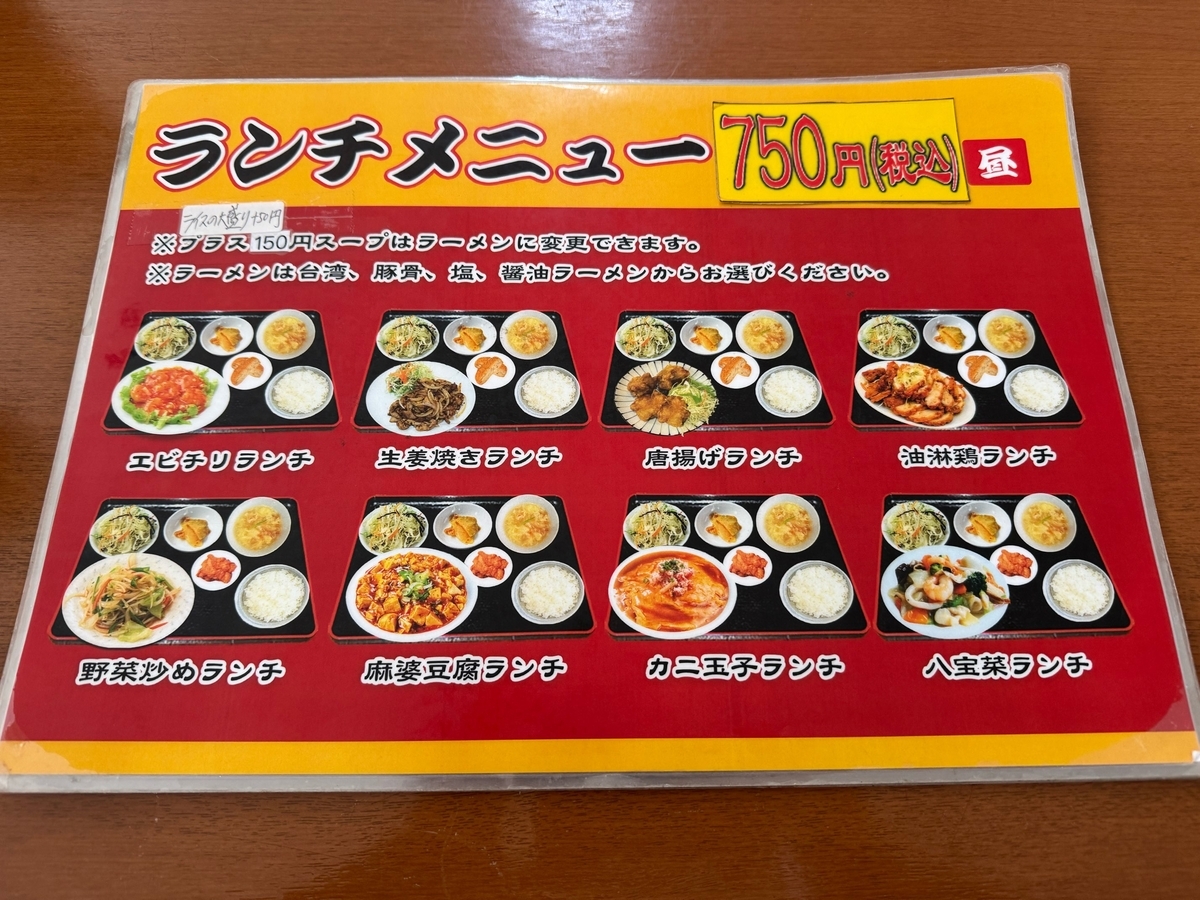 ランチメニュー 750円(税込) 昼
ライスの大盛り+50円
※プラス150円スープはラーメンに変更できます。
※ラーメンは台湾、豚骨、塩、醤油ラーメンからお選びください。
エビチリランチ 生姜焼きランチ 唐揚げランチ 油淋鶏ランチ
野菜炒めランチ 麻婆豆腐ランチ カニ玉子ランチ 八宝菜ランチ